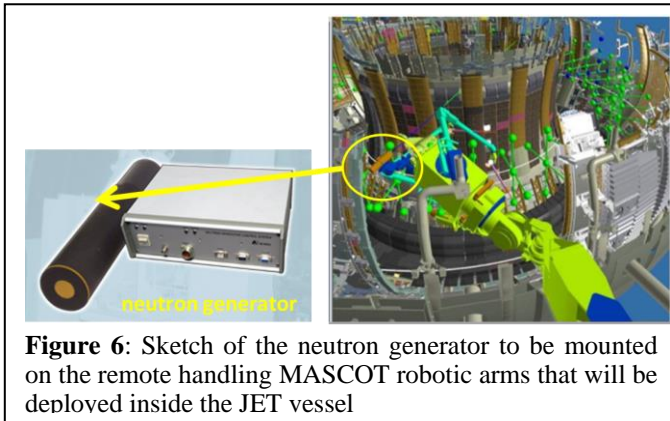 neutron generator
Figure 6: Sketch of the neutron generator to be mounted
on the remote handling MASCOT robotic arms that will be
deployed inside the JET vessel